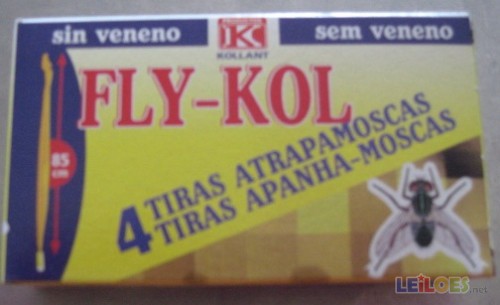 sin veneno
K
KOLLANT
sem veneno
FLY-KOL
85
cm
4 TIRAS ATRAPAMOSCAS
TIRAS APANHA-MOSCAS
LEiLOES.net